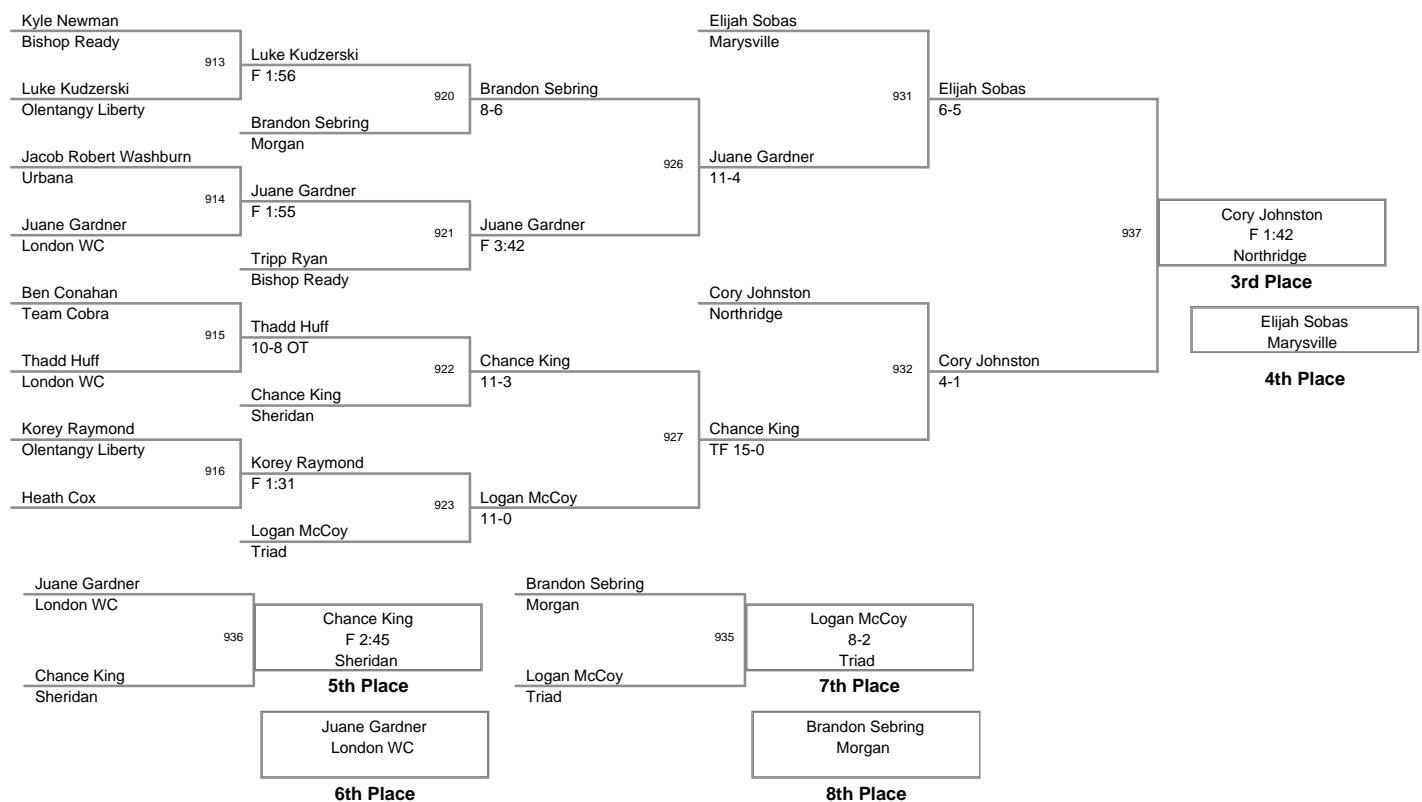 Kyle Newman
Bishop Ready
913
Luke Kudzerski
Olentangy Liberty
Luke Kudzerski
F 1:56
920
Brandon Sebring
Morgan
Brandon Sebring
8-6
Jacob Robert Washburn
Urbana
914
Juane Gardner
London WC
Juane Gardner
F 1:55
921
Tripp Ryan
Bishop Ready
Juane Gardner
F 3:42
926
Ben Conahan
Team Cobra
915
Thadd Huff
London WC
Thadd Huff
10-8 OT
922
Chance King
Sheridan
Chance King
11-3
Korey Raymond
Olentangy Liberty
916
Heath Cox
Korey Raymond
F 1:31
923
Logan McCoy
Triad
Logan McCoy
11-0
927
Elijah Sobas
Marysville
931
Juane Gardner
11-4
Elijah Sobas
6-5
Cory Johnston
Northridge
932
Chance King
TF 15-0
Cory Johnston
4-1
937
Cory Johnston
F 1:42
Northridge
3rd Place
Elijah Sobas
Marysville
4th Place
Juane Gardner
London WC
936
Chance King
Sheridan
Chance King
F 2:45
Sheridan
5th Place
Juane Gardner
London WC
6th Place
Brandon Sebring
Morgan
935
Logan McCoy
Triad
Logan McCoy
8-2
Triad
7th Place
Brandon Sebring
Morgan
8th Place